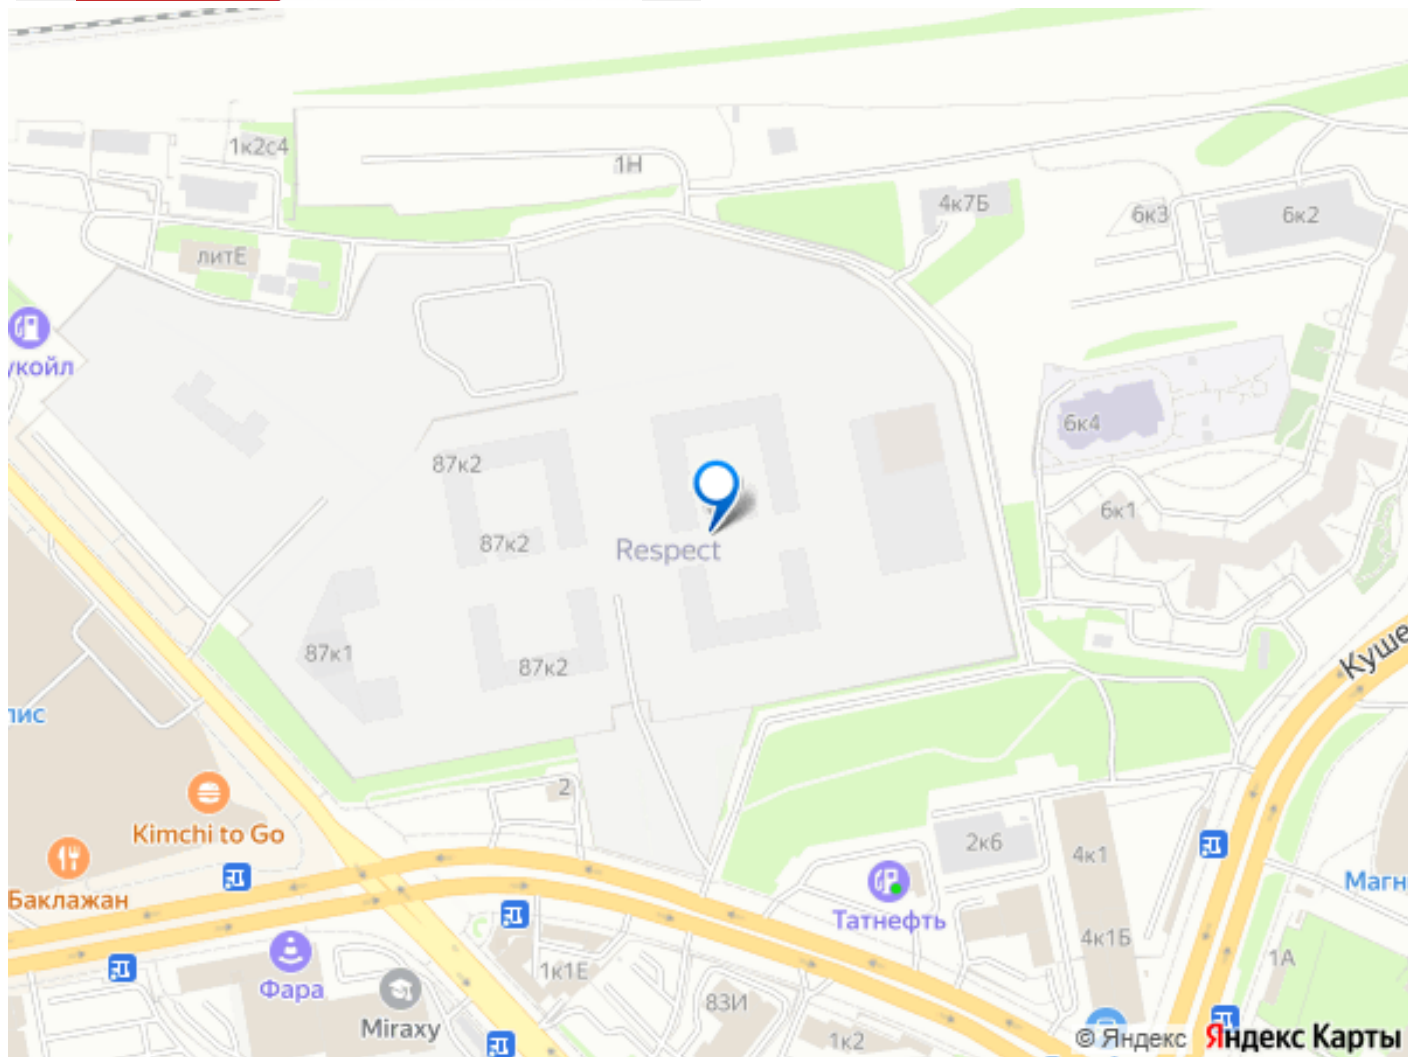 1к2с4
1Н
4к7Б
6к3
6к2
литЕ
укойл
6к4
87к2
6к1
87к2
Respect
87к1
87к2
Куше
лис
2
Kimchi to Go
2к6
4к1
Баклажан
Магн
Татнефть
4к1Б
1к1Е
1А
Фара
83И
Miraxy
1к2
© Яндекс Яндекс Карты